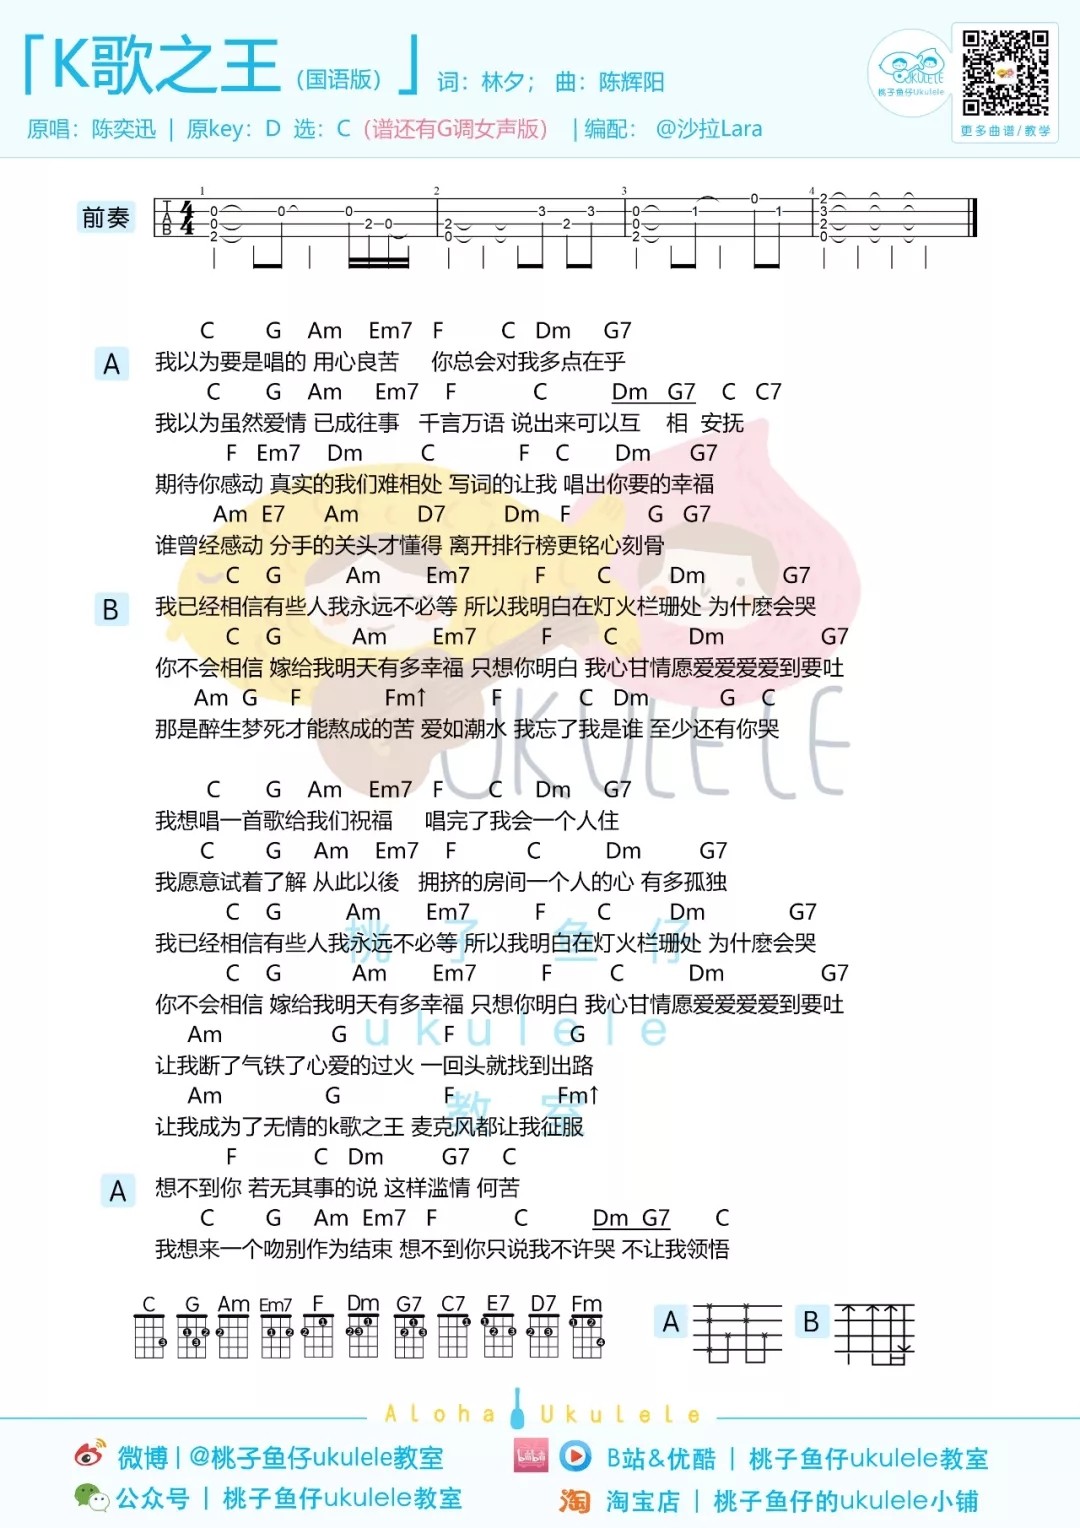 「K歌之王（国语版）」 词：林夕； 曲：陈辉阳
UKULELE
桃子鱼仔Ukulele
更多曲谱/教学
原唱：陈奕迅 | 原key：D 选：C （谱还有G调女声版） | 编配： @沙拉Lara
前奏
C G Am Em7 F C Dm G7
A 我以为要是唱的 用心良苦 你总会对我多点在乎
C G Am Em7 F C Dm G7 C C7
我以为虽然爱情 已成往事 千言万语 说出来可以互 相 安抚
F Em7 Dm C F C Dm G7
期待你感动 真实的我们难相处 写词的让我 唱出你要的幸福
Am E7 Am D7 Dm F G G7
谁曾经感动 分手的关头才懂得 离开排行榜更铭心刻骨
C G Am Em7 F C Dm G7
B 我已经相信有些人我永远不必等 所以我明白在灯火栏珊处 为什麽会哭
C G Am Em7 F C Dm G7
你不会相信 嫁给我明天有多幸福 只想你明白 我心甘情愿爱爱爱爱到要吐
Am G F Fm↑ F C Dm G C
那是醉生梦死才能熬成的苦 爱如潮水 我忘了我是谁 至少还有你哭
UKULELE
C G Am Em7 F C Dm G7
我想唱一首歌给我们祝福 唱完了我会一个人住
C G Am Em7 F C Dm G7
我愿意试着了解 从此以後 拥挤的房间一个人的心 有多孤独
C G Am Em7 F C Dm G7
我已经相信有些人我永远不必等 所以我明白在灯火栏珊处 为什麽会哭
C G Am Em7 F C Dm G7
你不会相信 嫁给我明天有多幸福 只想你明白 我心甘情愿爱爱爱爱到要吐
Am G F G
让我断了气铁了心爱的过火 一回头就找到出路
Am G F Fm↑
让我成为了无情的k歌之王 麦克风都让我征服
F C Dm G7 C
A 想不到你 若无其事的说 这样滥情 何苦
C G Am Em7 F C Dm G7 C
我想来一个吻别作为结束 想不到你只说我不许哭 不让我领悟
桃子鱼仔
ukulele
教室
C G Am Em7 F Dm G7 C7 E7 D7 Fm A B
Aloha Ukulele
微博 | @桃子鱼仔ukulele教室
B站&优酷 | 桃子鱼仔ukulele教室
公众号 | 桃子鱼仔ukulele教室
淘 淘宝店 | 桃子鱼仔的ukulele小铺